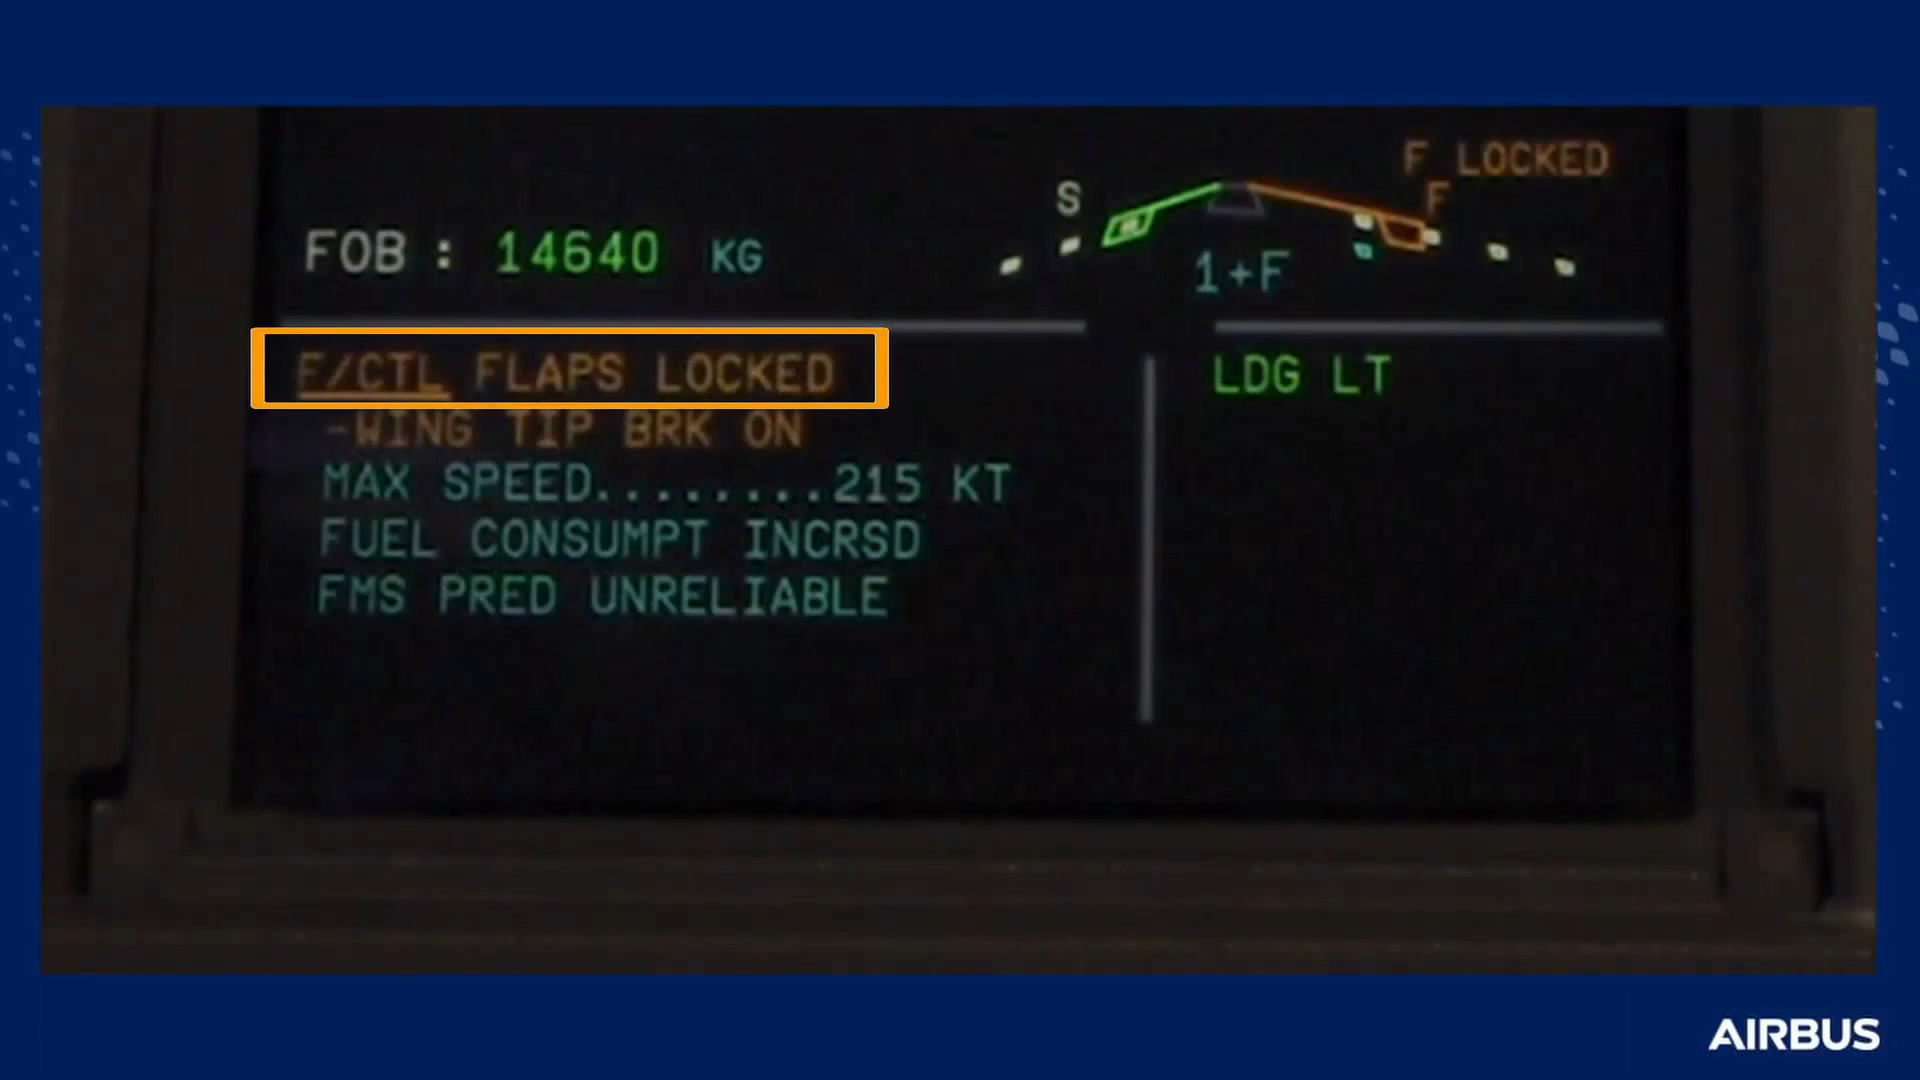 F LOCKED
S F
FOB : 14640 KG
1+F
F/CTL FLAPS LOCKED
-WING TIP BRK ON
MAX SPEED........215 KT
FUEL CONSUMPT INCRSD
FMS PRED UNRELIABLE
LDG LT
AIRBUS